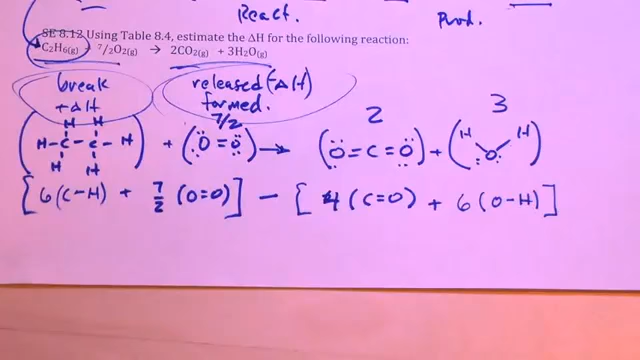 React. Prod.
SE 8.12 Using Table 8.4, estimate the ΔH for the following reaction:
C₂H₆(g) + ⁷/₂O₂(g) → 2CO₂(g) + 3H₂O(g)
break released (-ΔH)
+ΔH formed.
7/2 2 3
H H H H
H-C-C-H + (O=O) → (O=C=O) + (O)
H H
[6(C-H) + 7/2 (O=O)] - [4(C=O) + 6(O-H)]